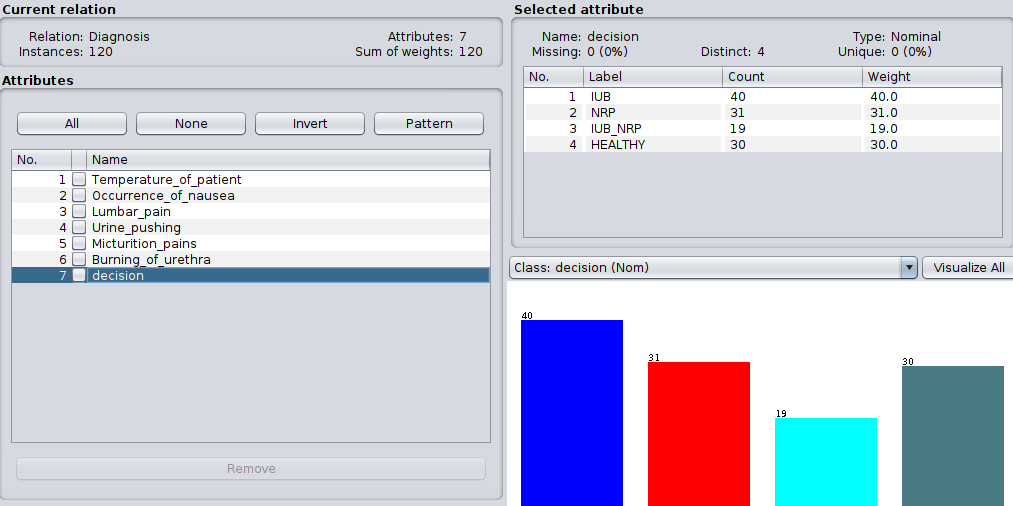 Current relation
Relation: Diagnosis Attributes: 7
Instances: 120 Sum of weights: 120
Attributes
All None Invert Pattern
No. Name
1 Temperature_of_patient
2 Occurrence_of_nausea
3 Lumbar_pain
4 Urine_pushing
5 Micturition_pains
6 Burning_of_urethra
7 decision
Remove
Selected attribute
Name: decision Type: Nominal
Missing: 0 (0%) Distinct: 4 Unique: 0 (0%)
No. Label Count Weight
1 IUB 40 40.0
2 NRP 31 31.0
3 IUB_NRP 19 19.0
4 HEALTHY 30 30.0
Class: decision (Nom) Visualize All
40
31
19
30